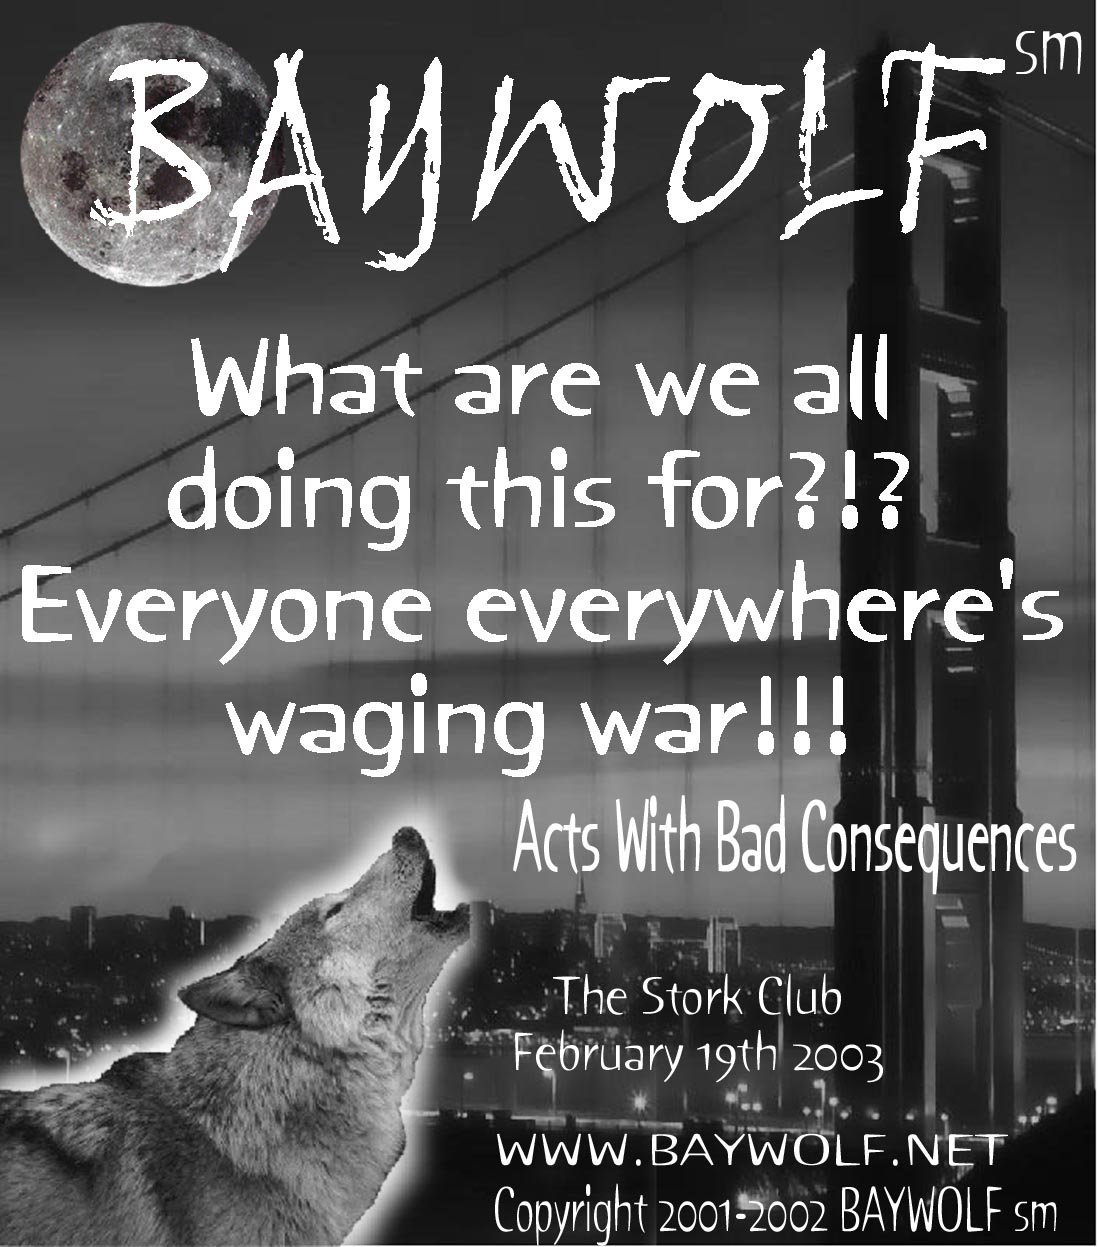 BAYWOLF sm
What are we all
doing this for?!?
Everyone everywhere's
waging war!!!
Acts With Bad Consequences
The Stork Club
February 19th 2003
WWW.BAYWOLF.NET
Copyright 2001-2002 BAYWOLF sm